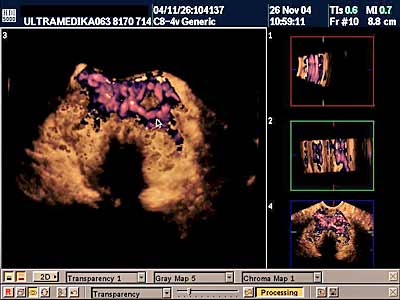 ULTRAMEDIKA063 8170 714
04/11/26:104137
C8-4v Generic
26 Nov 04
10:59:11
TIs 0.6 MI 0.7
Fr #10 8.8 cm
3
1
2
4
2D
Transparency 1
Gray Map 5
Chroma Map 1
R
Transparency
Processing